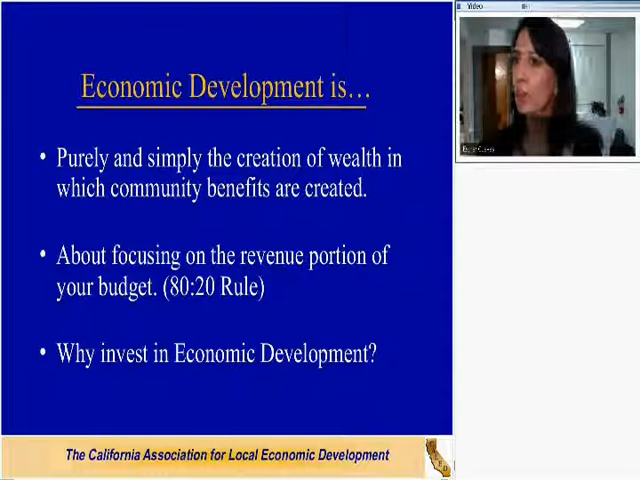 Economic Development is…
• Purely and simply the creation of wealth in
which community benefits are created.
• About focusing on the revenue portion of
your budget. (80:20 Rule)
• Why invest in Economic Development?
The California Association for Local Economic Development
Video